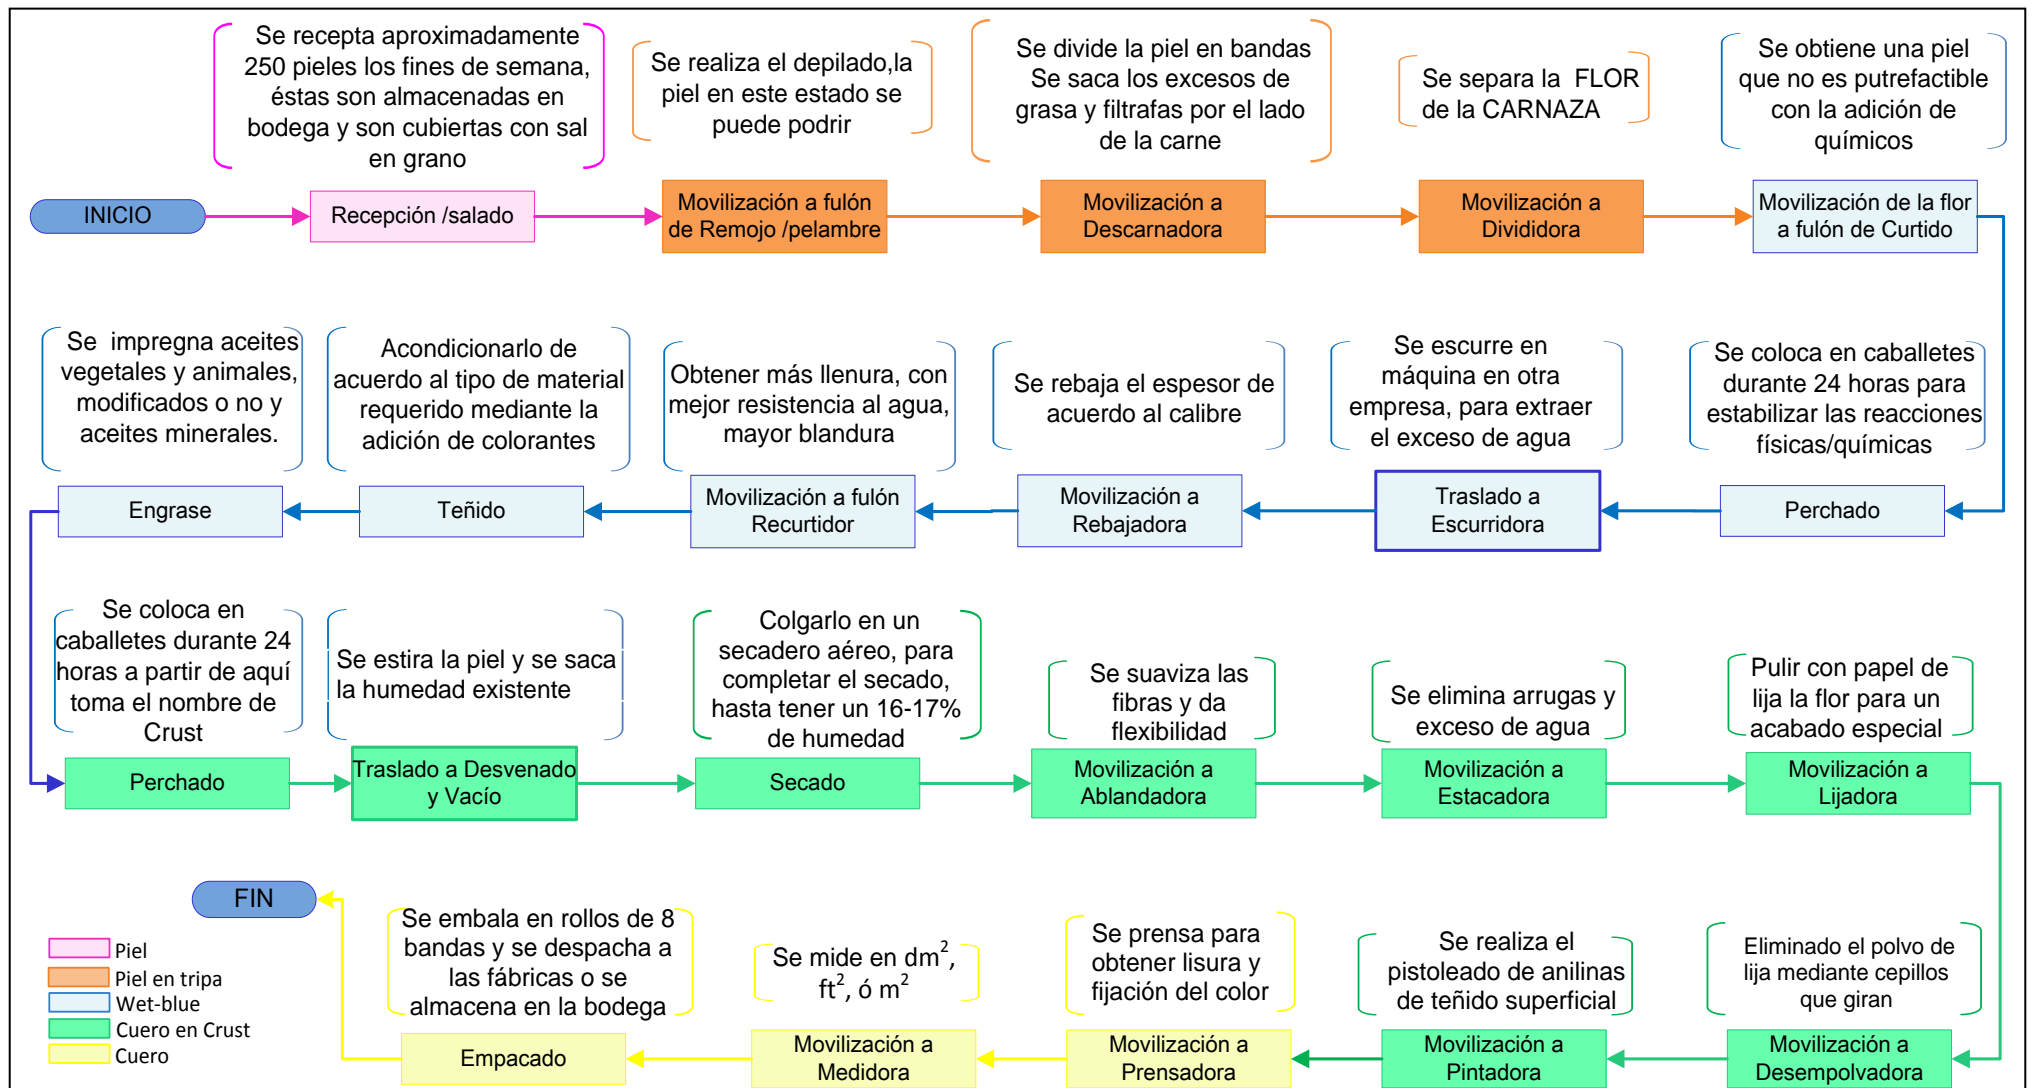 Se recepta aproximadamente
250 pieles los fines de semana,
éstas son almacenadas en
bodega y son cubiertas con sal
en grano
Se realiza el depilado,la
piel en este estado se
puede podrir
Se divide la piel en bandas
Se saca los excesos de
grasa y filtrafas por el lado
de la carne
Se separa la FLOR
de la CARNAZA
Se obtiene una piel
que no es putrefactible
con la adición de
químicos
INICIO
Recepción /salado
Movilización a fulón
de Remojo /pelambre
Movilización a
Descarnadora
Movilización a
Divididora
Movilización de la flor
a fulón de Curtido
Se impregna aceites
vegetales y animales,
modificados o no y
aceites minerales.
Acondicionarlo de
acuerdo al tipo de material
requerido mediante la
adición de colorantes
Obtener más llenura, con
mejor resistencia al agua,
mayor blandura
Se rebaja el espesor de
acuerdo al calibre
Se escurre en
máquina en otra
empresa, para extraer
el exceso de agua
Se coloca en caballetes
durante 24 horas para
estabilizar las reacciones
físicas/químicas
Engrase
Teñido
Movilización a fulón
Recurtidor
Movilización a
Rebajadora
Traslado a
Escurridora
Perchado
Se coloca en
caballetes durante 24
horas a partir de aquí
toma el nombre de
Crust
Se estira la piel y se saca
la humedad existente
Colgarlo en un
secadero aéreo, para
completar el secado,
hasta tener un 16-17%
de humedad
Se suaviza las
fibras y da
flexibilidad
Se elimina arrugas y
exceso de agua
Pulir con papel de
lija la flor para un
acabado especial
Perchado
Traslado a Desvenado
y Vacío
Secado
Movilización a
Ablandadora
Movilización a
Estacadora
Movilización a
Lijadora
FIN
Se embala en rollos de 8
bandas y se despacha a
las fábricas o se
almacena en la bodega
Se mide en dm²,
ft², ó m²
Se prensa para
obtener lisura y
fijación del color
Se realiza el
pistoleado de anilinas
de teñido superficial
Eliminado el polvo de
lija mediante cepillos
que giran
Piel
Piel en tripa
Wet-blue
Cuero en Crust
Cuero
Empacado
Movilización a
Medidora
Movilización a
Prensadora
Movilización a
Pintadora
Movilización a
Desempolvadora